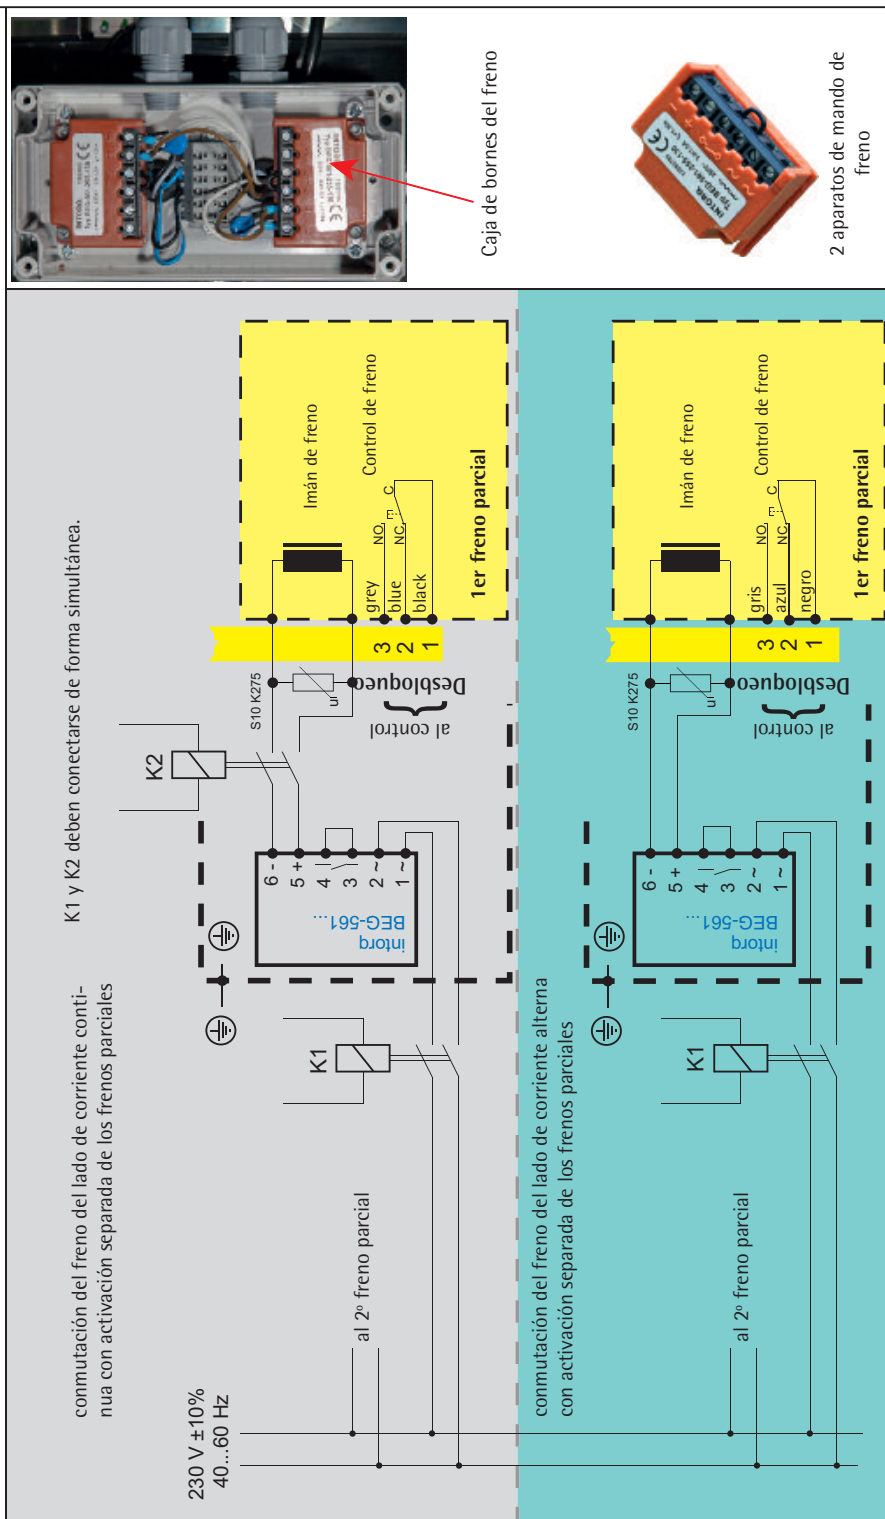 conmutación del freno del lado de corriente conti-
nua con activación separada de los frenos parciales
K1 y K2 deben conectarse de forma simultánea.
230 V ±10%
40...60 Hz
al 2º freno parcial
K1
K2
intorq
BEG-561...
6 -
5 +
4
3
2 ~
1 ~
S10 K275
u
al control
Desbloqueo
3
2
1
grey
blue
black
NO
NC
C
Imán de freno
Control de freno
1er freno parcial
conmutación del freno del lado de corriente alterna
con activación separada de los frenos parciales
al 2º freno parcial
K1
intorq
BEG-561...
6 -
5 +
4
3
2 ~
1 ~
S10 K275
u
al control
Desbloqueo
3
2
1
gris
azul
negro
NO
NC
C
Imán de freno
Control de freno
1er freno parcial
Caja de bornes del freno
2 aparatos de mando de
freno
INTORQ